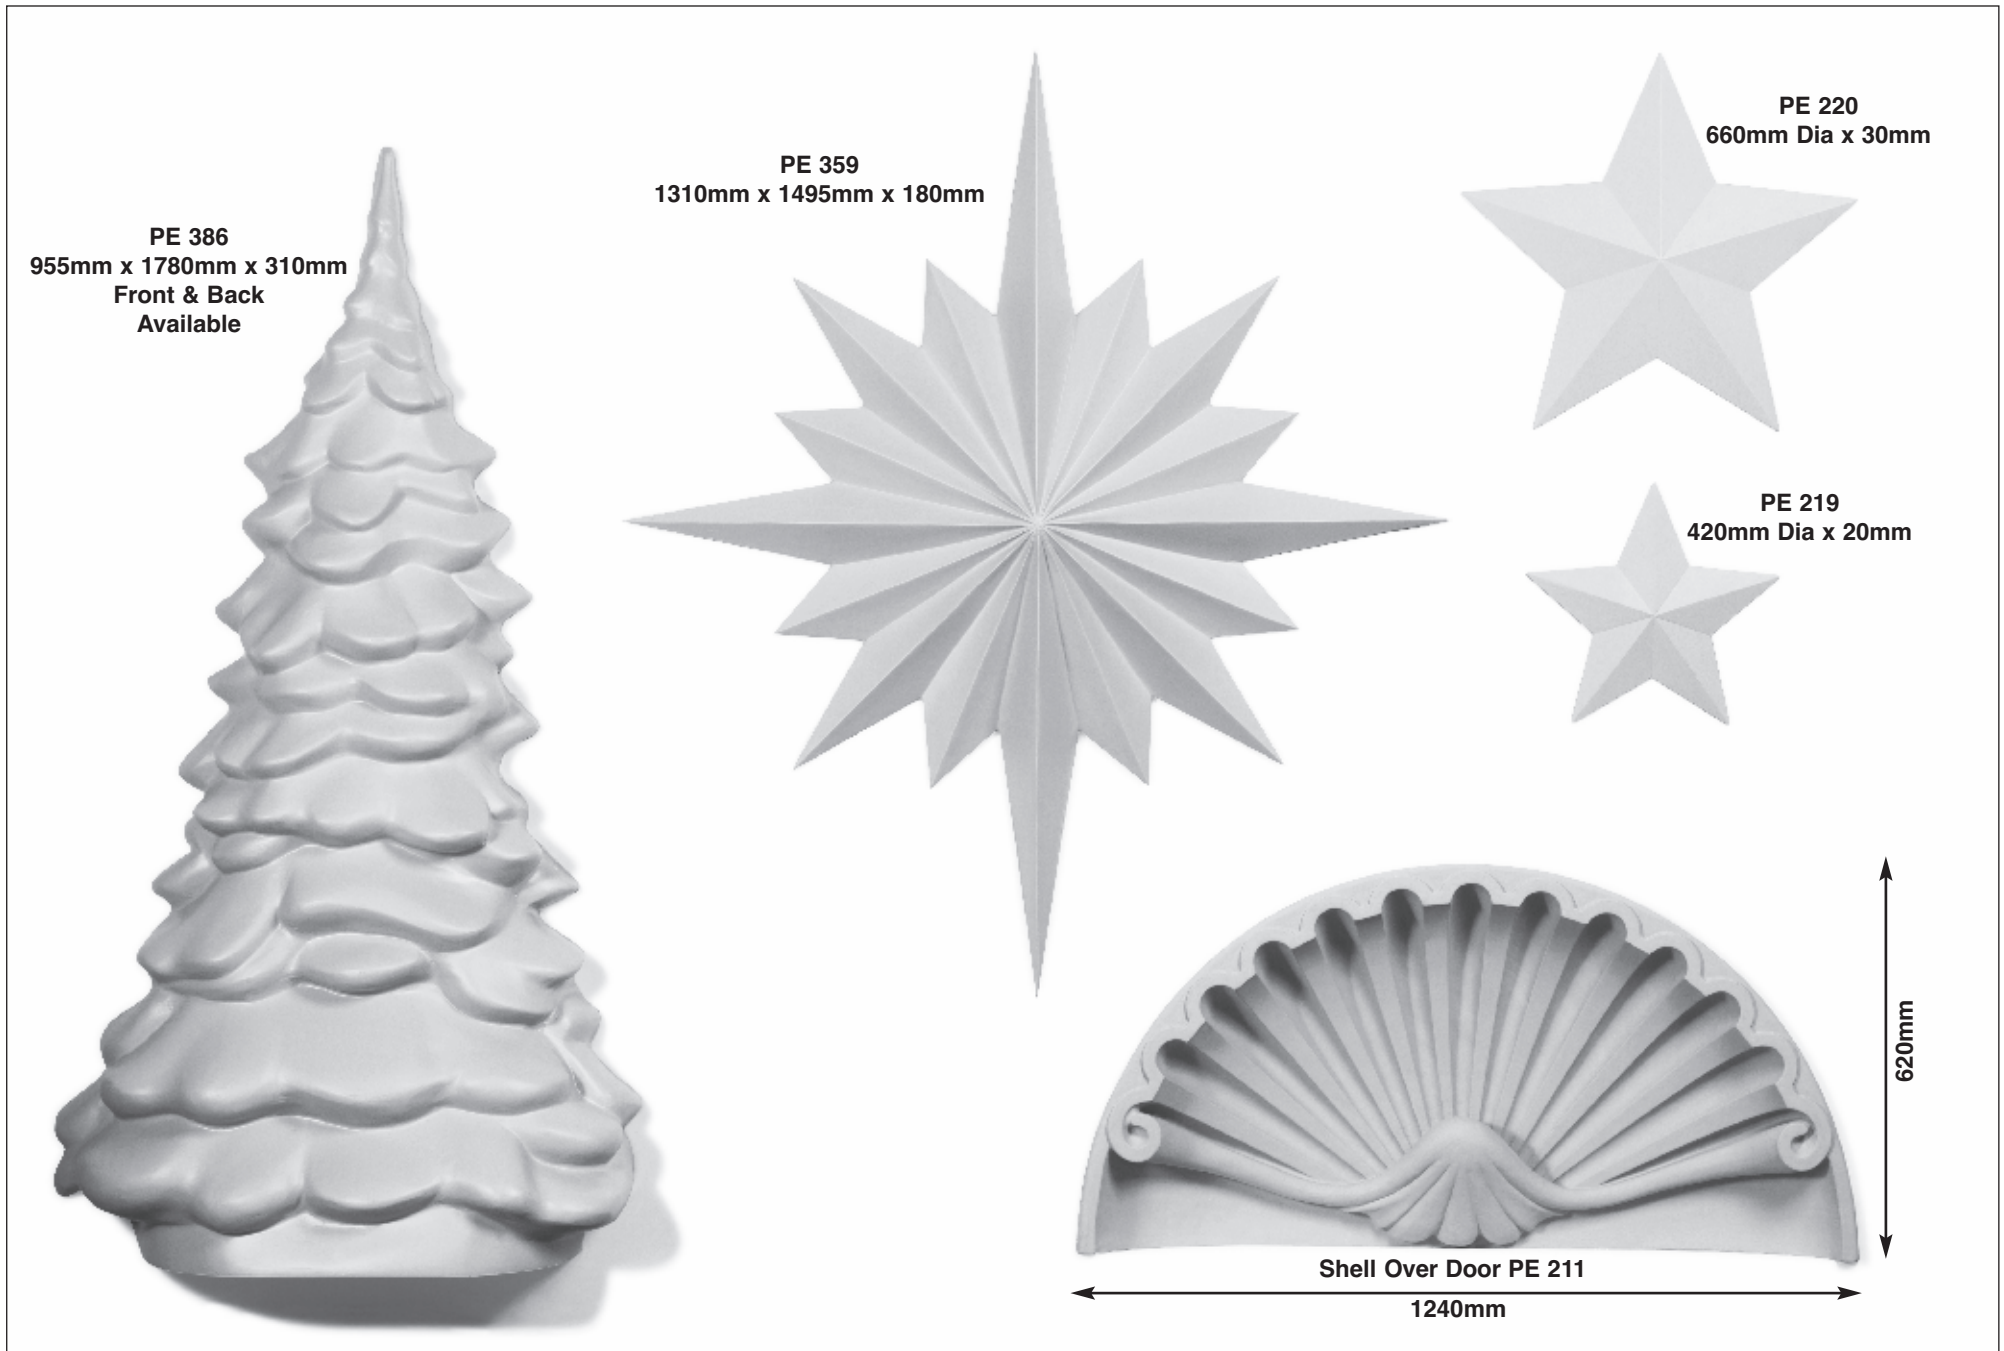 PE 386
955mm x 1780mm x 310mm
Front & Back
Available
PE 359
1310mm x 1495mm x 180mm
PE 220
660mm Dia x 30mm
PE 219
420mm Dia x 20mm
620mm
Shell Over Door PE 211
1240mm